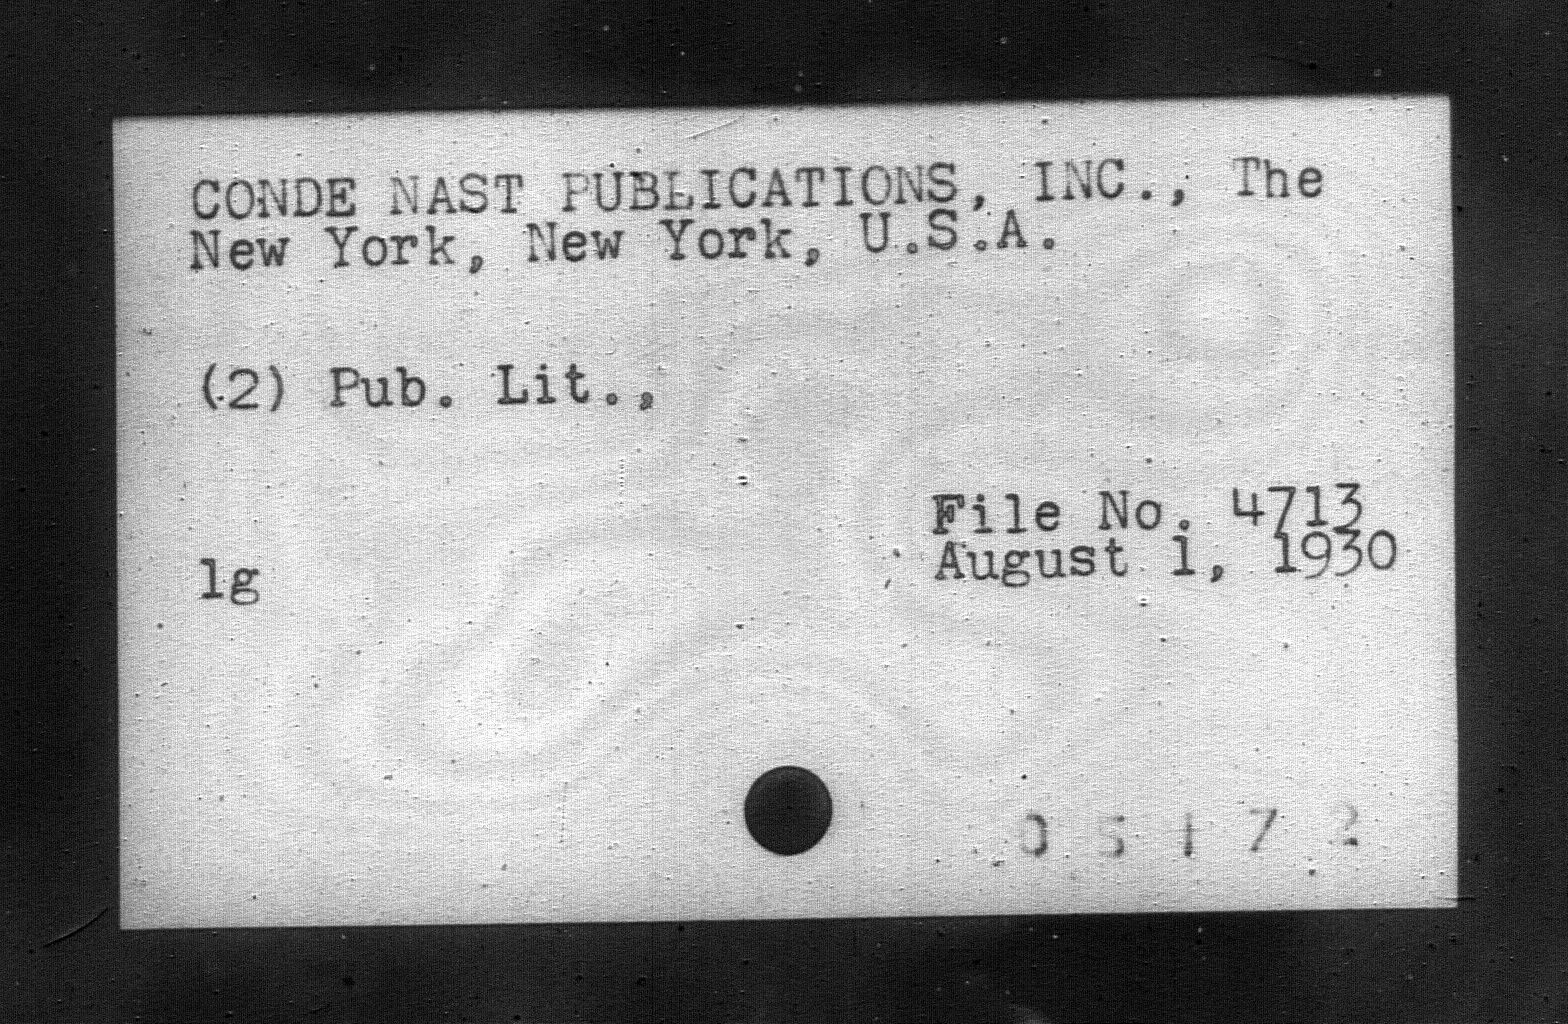 CONDE NAST PUBLICATIONS, INC., The
New York, New York, U.S.A.
(2) Pub. Lit.,
File No. 4713
August 1, 1930
lg
05172